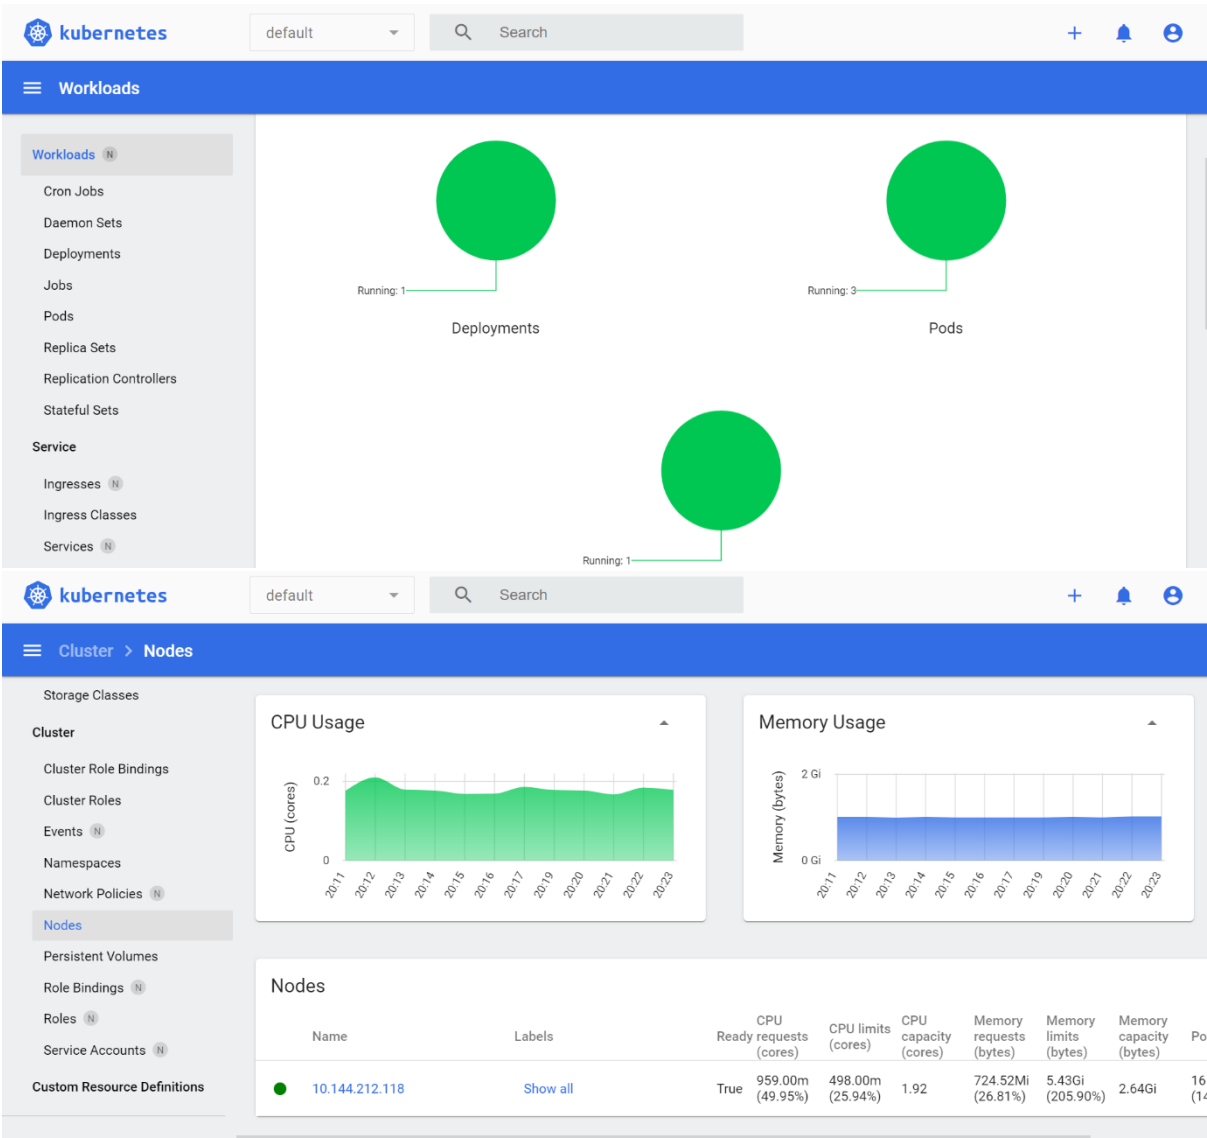 kubernetes
default
Search
Workloads
Workloads N
Cron Jobs
Daemon Sets
Deployments
Jobs
Pods
Replica Sets
Replication Controllers
Stateful Sets
Service
Ingresses N
Ingress Classes
Services N
Running: 1
Deployments
Running: 3
Pods
Running: 1
kubernetes
default
Search
Cluster > Nodes
Storage Classes
Cluster
Cluster Role Bindings
Cluster Roles
Events N
Namespaces
Network Policies N
Nodes
Persistent Volumes
Role Bindings N
Roles N
Service Accounts N
Custom Resource Definitions
CPU Usage
CPU (cores)
0.2
0
20:11 20:12 20:13 20:14 20:15 20:16 20:17 20:19 20:20 20:21 20:22 20:23
Memory Usage
Memory (bytes)
2 Gi
0 Gi
20:11 20:12 20:13 20:14 20:15 20:16 20:17 20:19 20:20 20:21 20:22 20:23
Nodes
Name
Labels
Ready
CPU requests (cores)
CPU limits (cores)
CPU capacity (cores)
Memory requests (bytes)
Memory limits (bytes)
Memory capacity (bytes)
Po
10.144.212.118
Show all
True
959.00m (49.95%)
498.00m (25.94%)
1.92
724.52Mi (26.81%)
5.43Gi (205.90%)
2.64Gi
16
(14